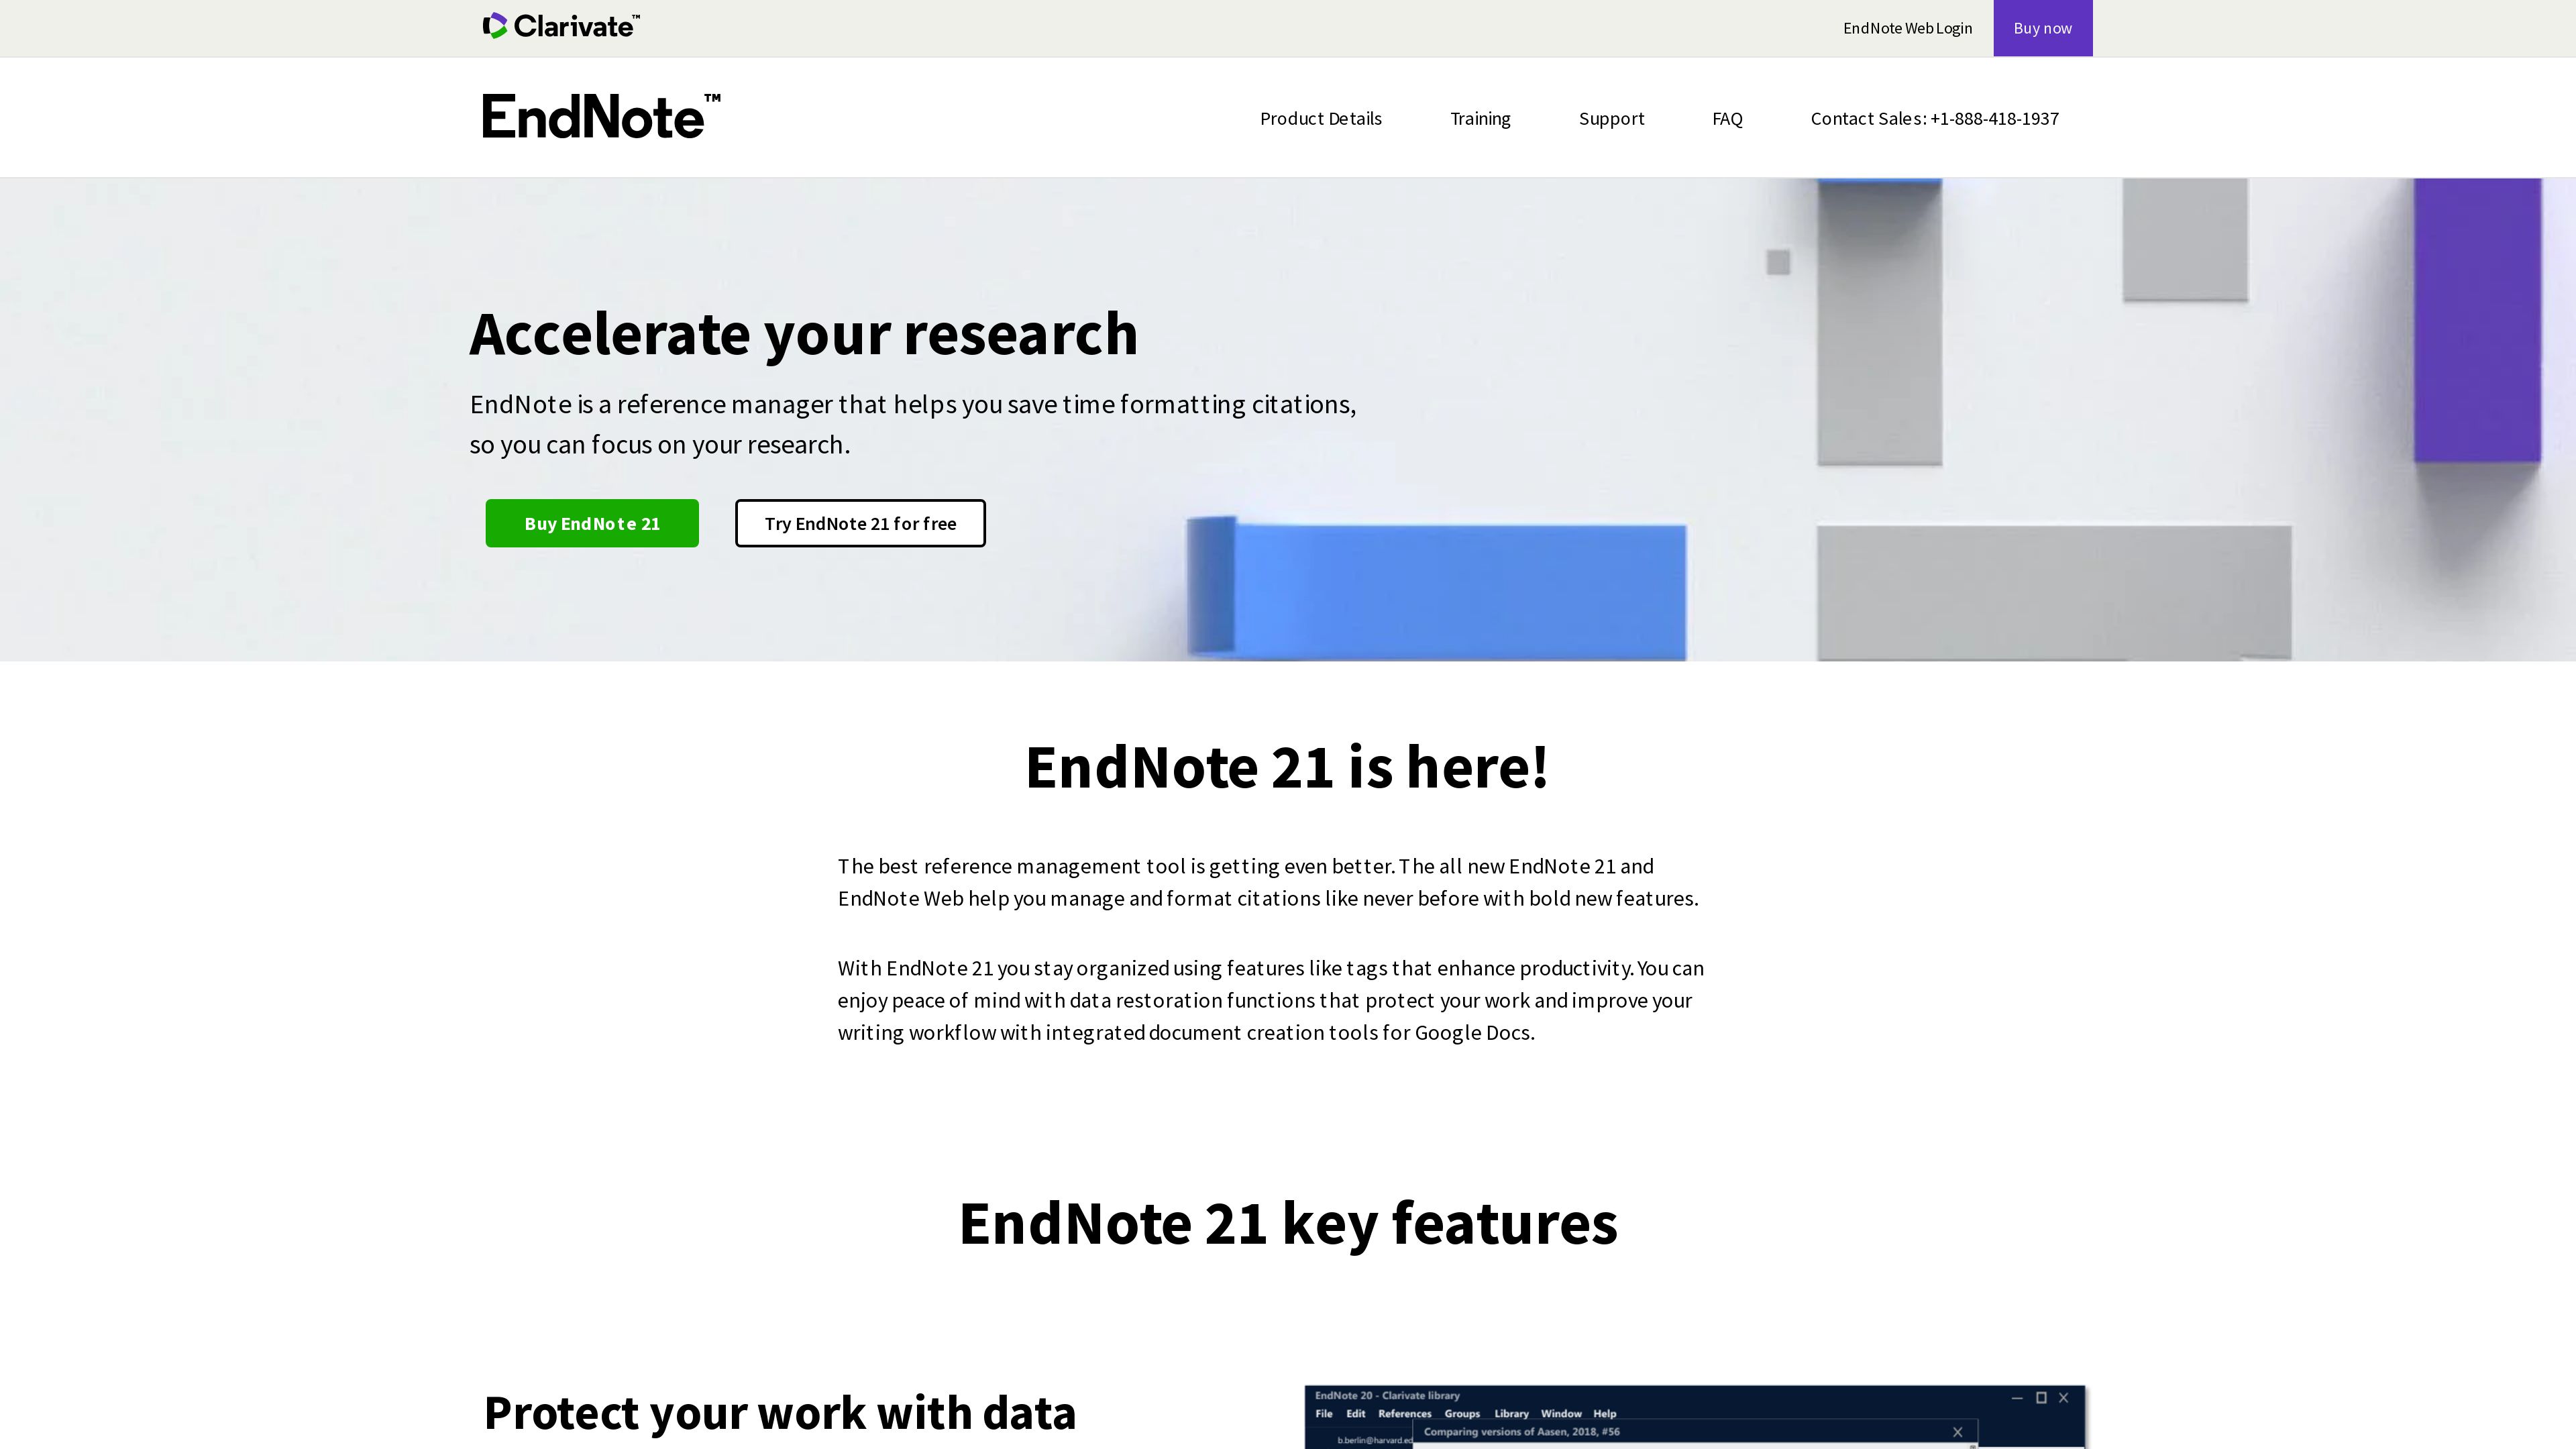 Clarivate™
EndNote Web Login
Buy now
EndNote™
Product Details
Training
Support
FAQ
Contact Sales: +1-888-418-1937
Accelerate your research
EndNote is a reference manager that helps you save time formatting citations,
so you can focus on your research.
Buy EndNote 21
Try EndNote 21 for free
EndNote 21 is here!
The best reference management tool is getting even better. The all new EndNote 21 and
EndNote Web help you manage and format citations like never before with bold new features.
With EndNote 21 you stay organized using features like tags that enhance productivity. You can
enjoy peace of mind with data restoration functions that protect your work and improve your
writing workflow with integrated document creation tools for Google Docs.
EndNote 21 key features
Protect your work with data
EndNote 20 - Clarivate library
File Edit References Groups Library Window Help
Comparing versions of Aasen, 2018, #56
b.berlin@harvard.ed